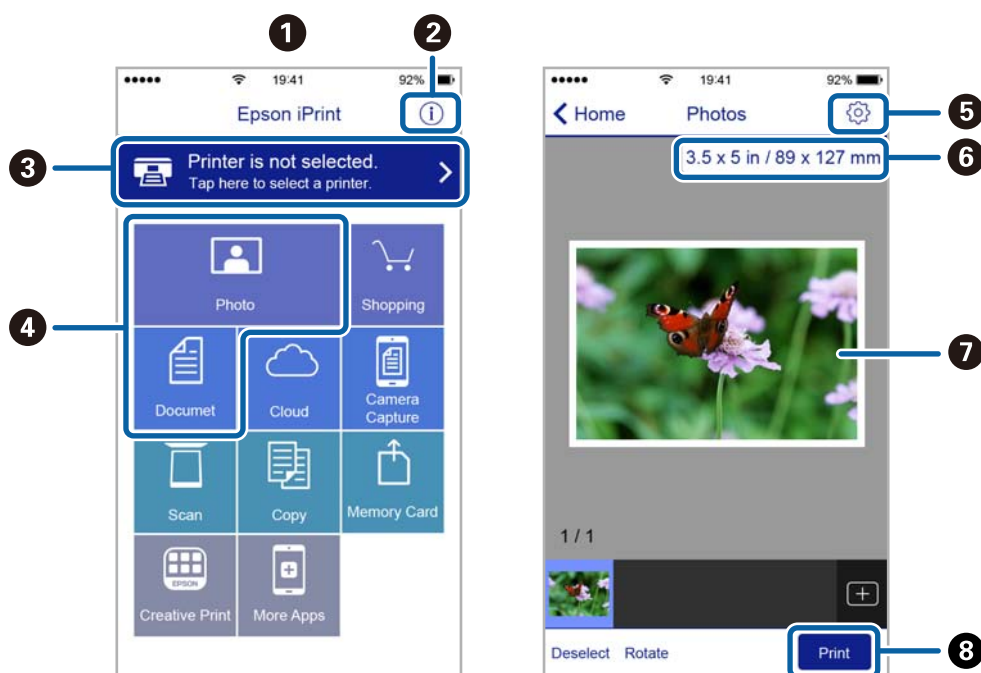 1
2
19:41
92%
Epson iPrint
i
3
Printer is not selected.
Tap here to select a printer.
4
Photo
Shopping
Documet
Cloud
Camera
Capture
Scan
Copy
Memory Card
EPSON
Creative Print
More Apps
19:41
92%
Home
Photos
5
3.5 x 5 in / 89 x 127 mm
6
7
1 / 1
Deselect
Rotate
Print
8